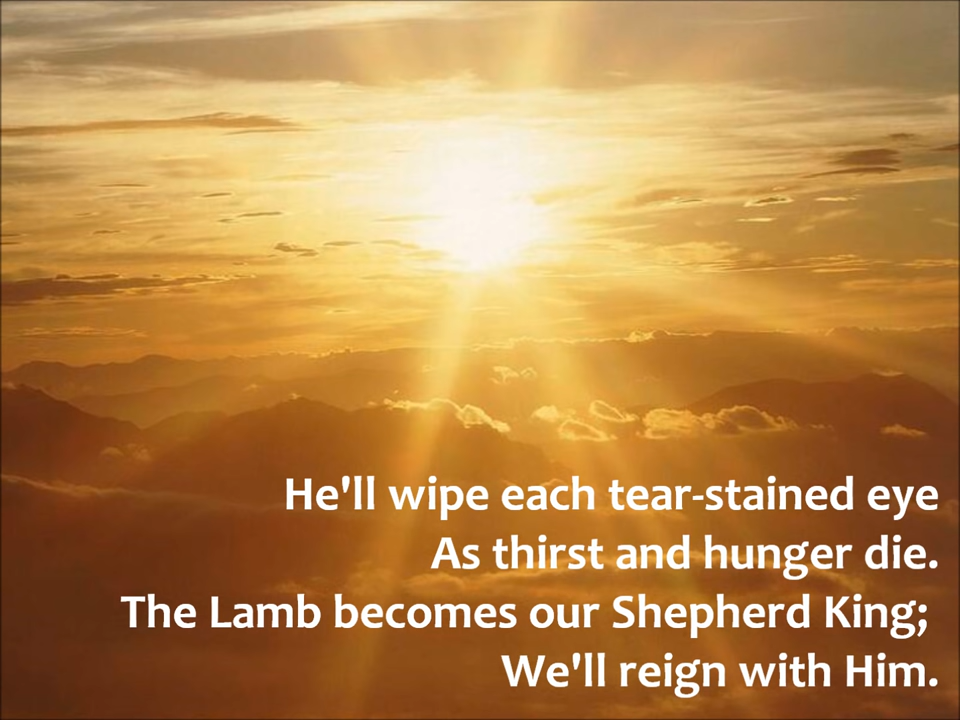 He'll wipe each tear-stained eye
As thirst and hunger die.
The Lamb becomes our Shepherd King;
We'll reign with Him.